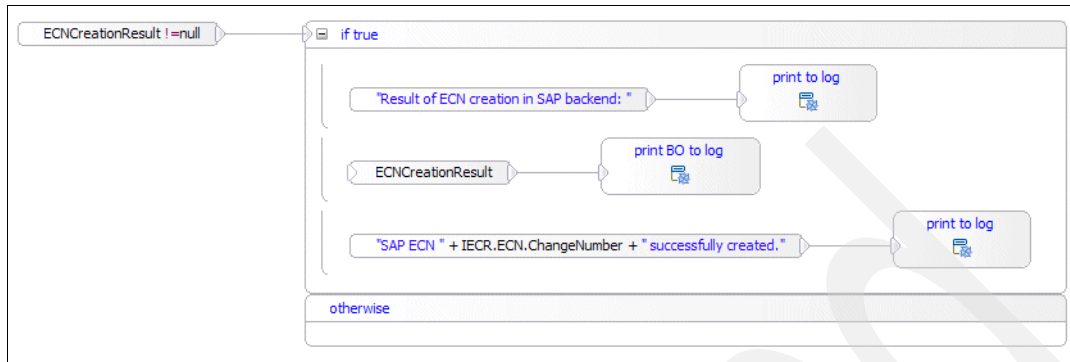 ECNCreationResult !=null
if true
print to log
"Result of ECN creation in SAP backend: "
print BO to log
ECNCreationResult
print to log
"SAP ECN " + IECR.ECN.ChangeNumber + " successfully created."
otherwise